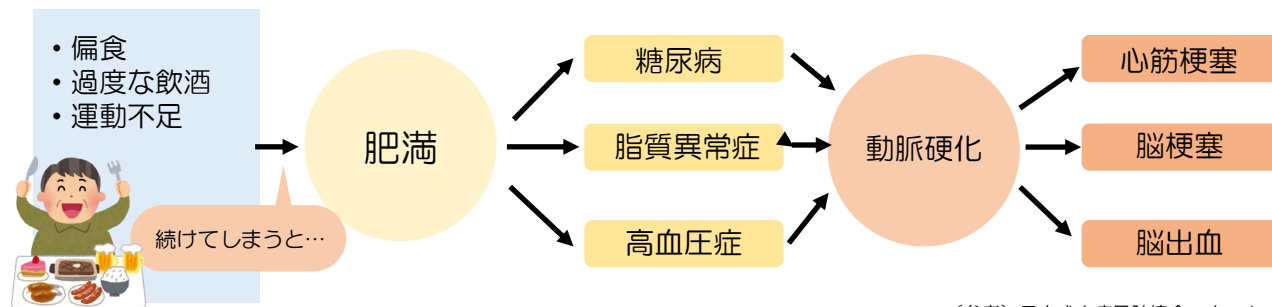 ・偏食
・過度な飲酒
・運動不足
続けてしまうと…
肥満
糖尿病
脂質異常症
高血圧症
動脈硬化
心筋梗塞
脳梗塞
脳出血